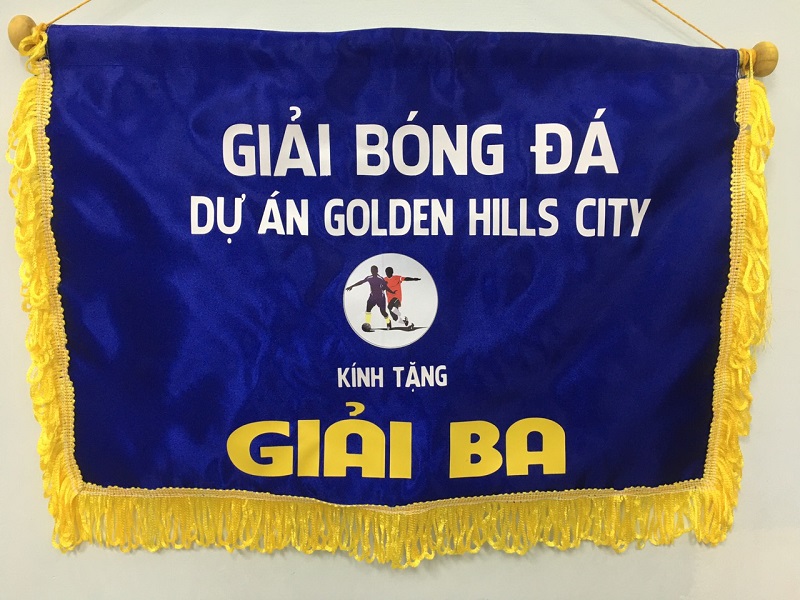 GIẢI BÓNG ĐÁ
DỰ ÁN GOLDEN HILLS CITY
KÍNH TẶNG
GIẢI BA